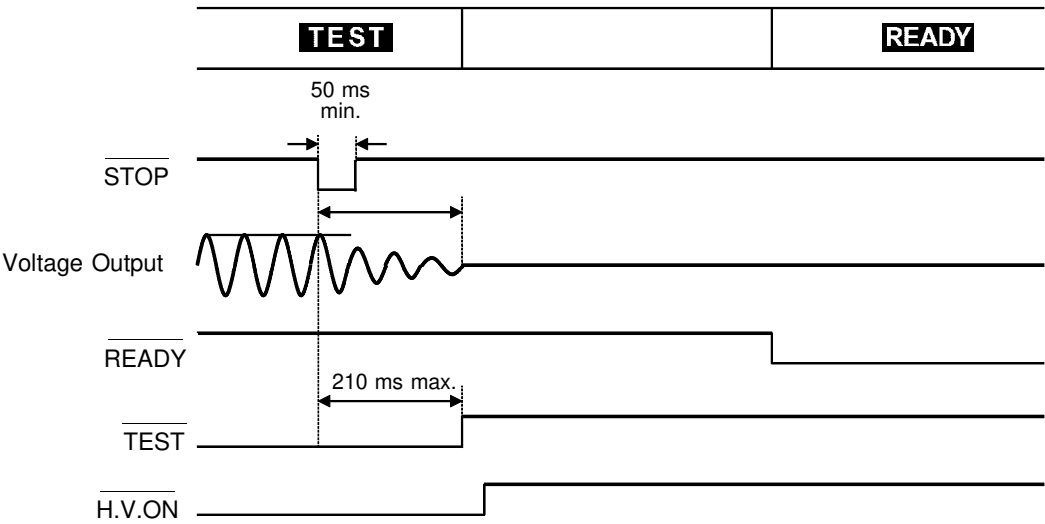 TEST
READY
50 ms
min.
STOP
Voltage Output
READY
210 ms max.
TEST
H.V.ON